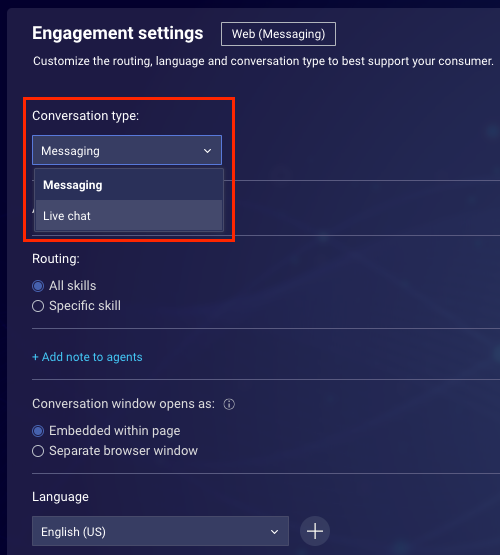 Engagement settings
Web (Messaging)
Customize the routing, language and conversation type to best support your consumer.
Conversation type:
Messaging
Messaging
Live chat
Routing:
All skills
Specific skill
+ Add note to agents
Conversation window opens as:
Embedded within page
Separate browser window
Language
English (US)